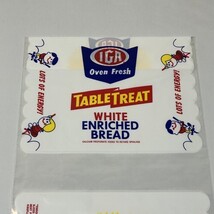 IGA
Oven Fresh
LOTS OF ENERGY!
TABLE TREAT
LOTS OF ENERGY!
WHITE
ENRICHED
BREAD